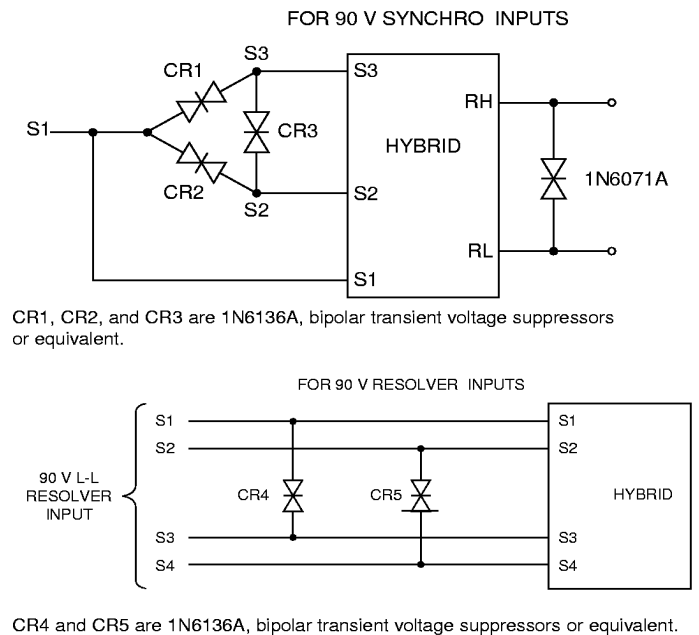 FOR 90 V SYNCHRO INPUTS
S3
CR1
S3
RH
S1
CR3
HYBRID
1N6071A
CR2
S2
S2
RL
S1
CR1, CR2, and CR3 are 1N6136A, bipolar transient voltage suppressors
or equivalent.
FOR 90 V RESOLVER INPUTS
S1
S1
S2
S2
90 V L-L
RESOLVER
INPUT
CR4
CR5
HYBRID
S3
S3
S4
S4
CR4 and CR5 are 1N6136A, bipolar transient voltage suppressors or equivalent.